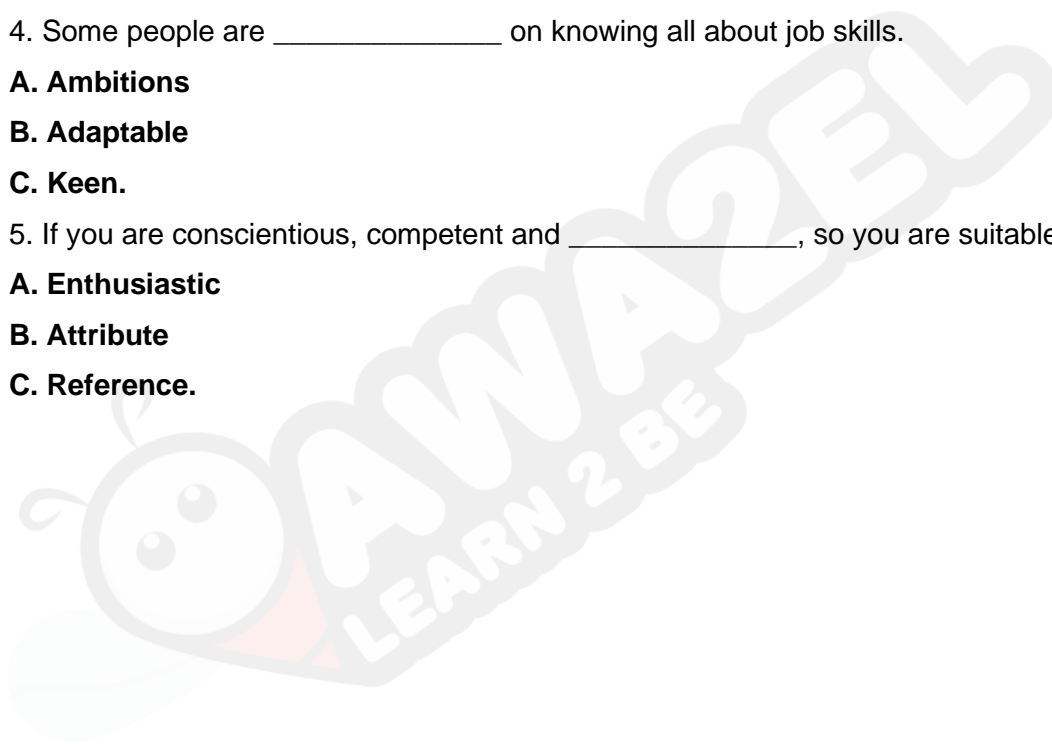 4. Some people are ______________ on knowing all about job skills.
A. Ambitions
B. Adaptable
C. Keen.
5. If you are conscientious, competent and ______________, so you are suitable
A. Enthusiastic
B. Attribute
C. Reference.
AWA2EL
LEARN 2 BE